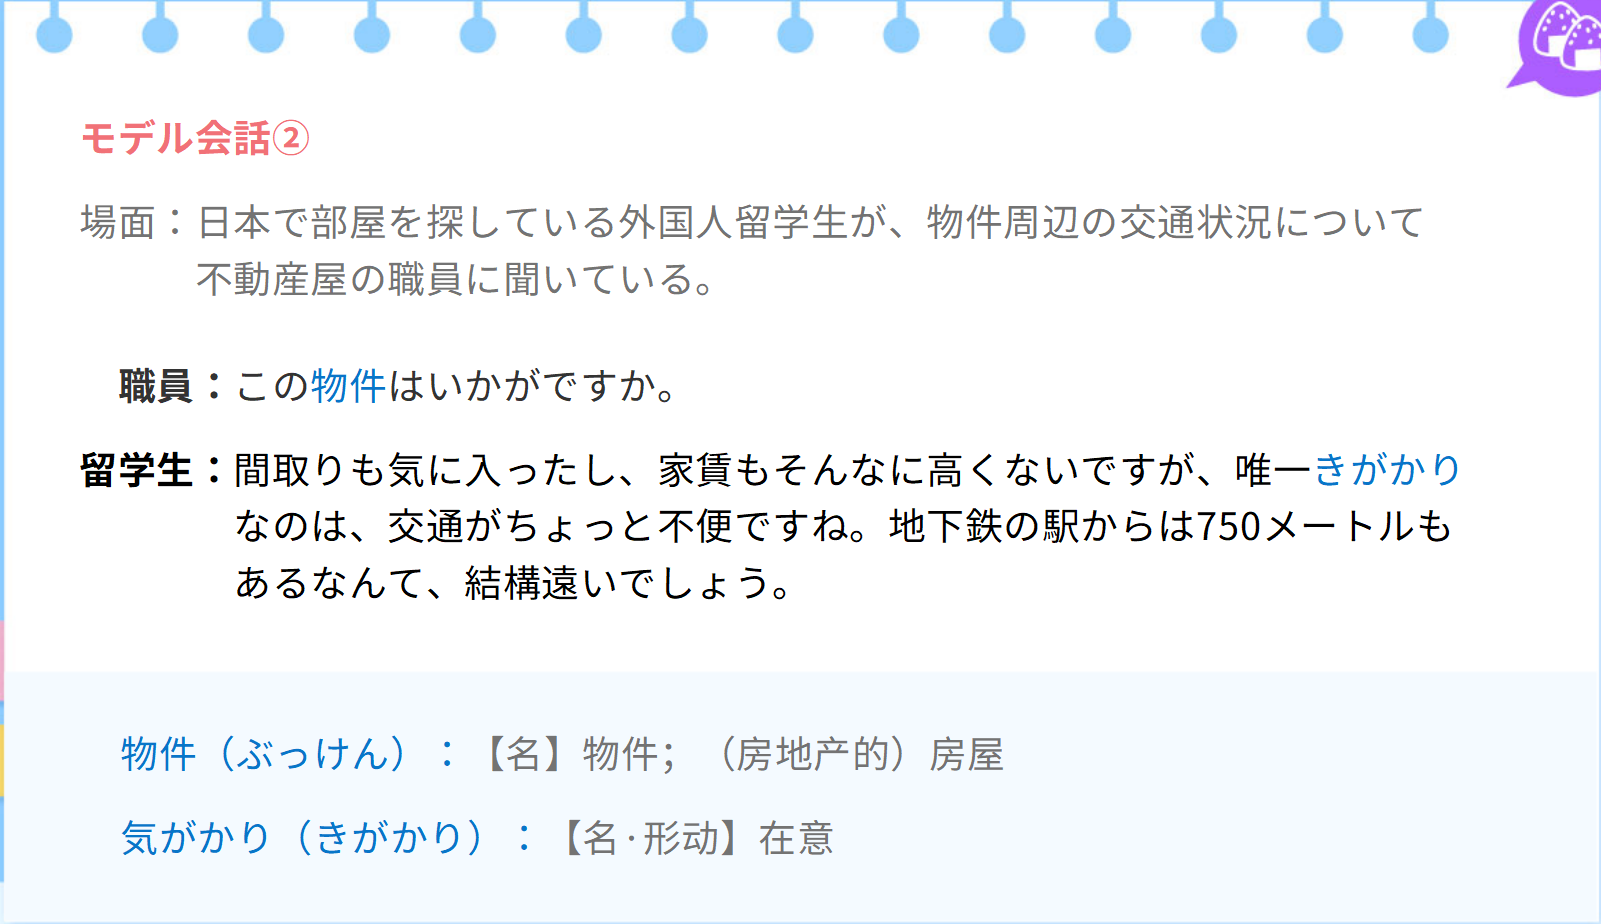 モデル会話②
場面：日本で部屋を探している外国人留学生が、物件周辺の交通状況について
不動産屋の職員に聞いている。
職員：この物件はいかがですか。
留学生：間取りも気に入ったし、家賃もそんなに高くないですが、唯一きがかり
なのは、交通がちょっと不便ですね。地下鉄の駅からは750メートルも
あるなんて、結構遠いでしょう。
物件（ぶっけん）：【名】物件；（房地产的）房屋
気がかり（きがかり）：【名·形动】在意